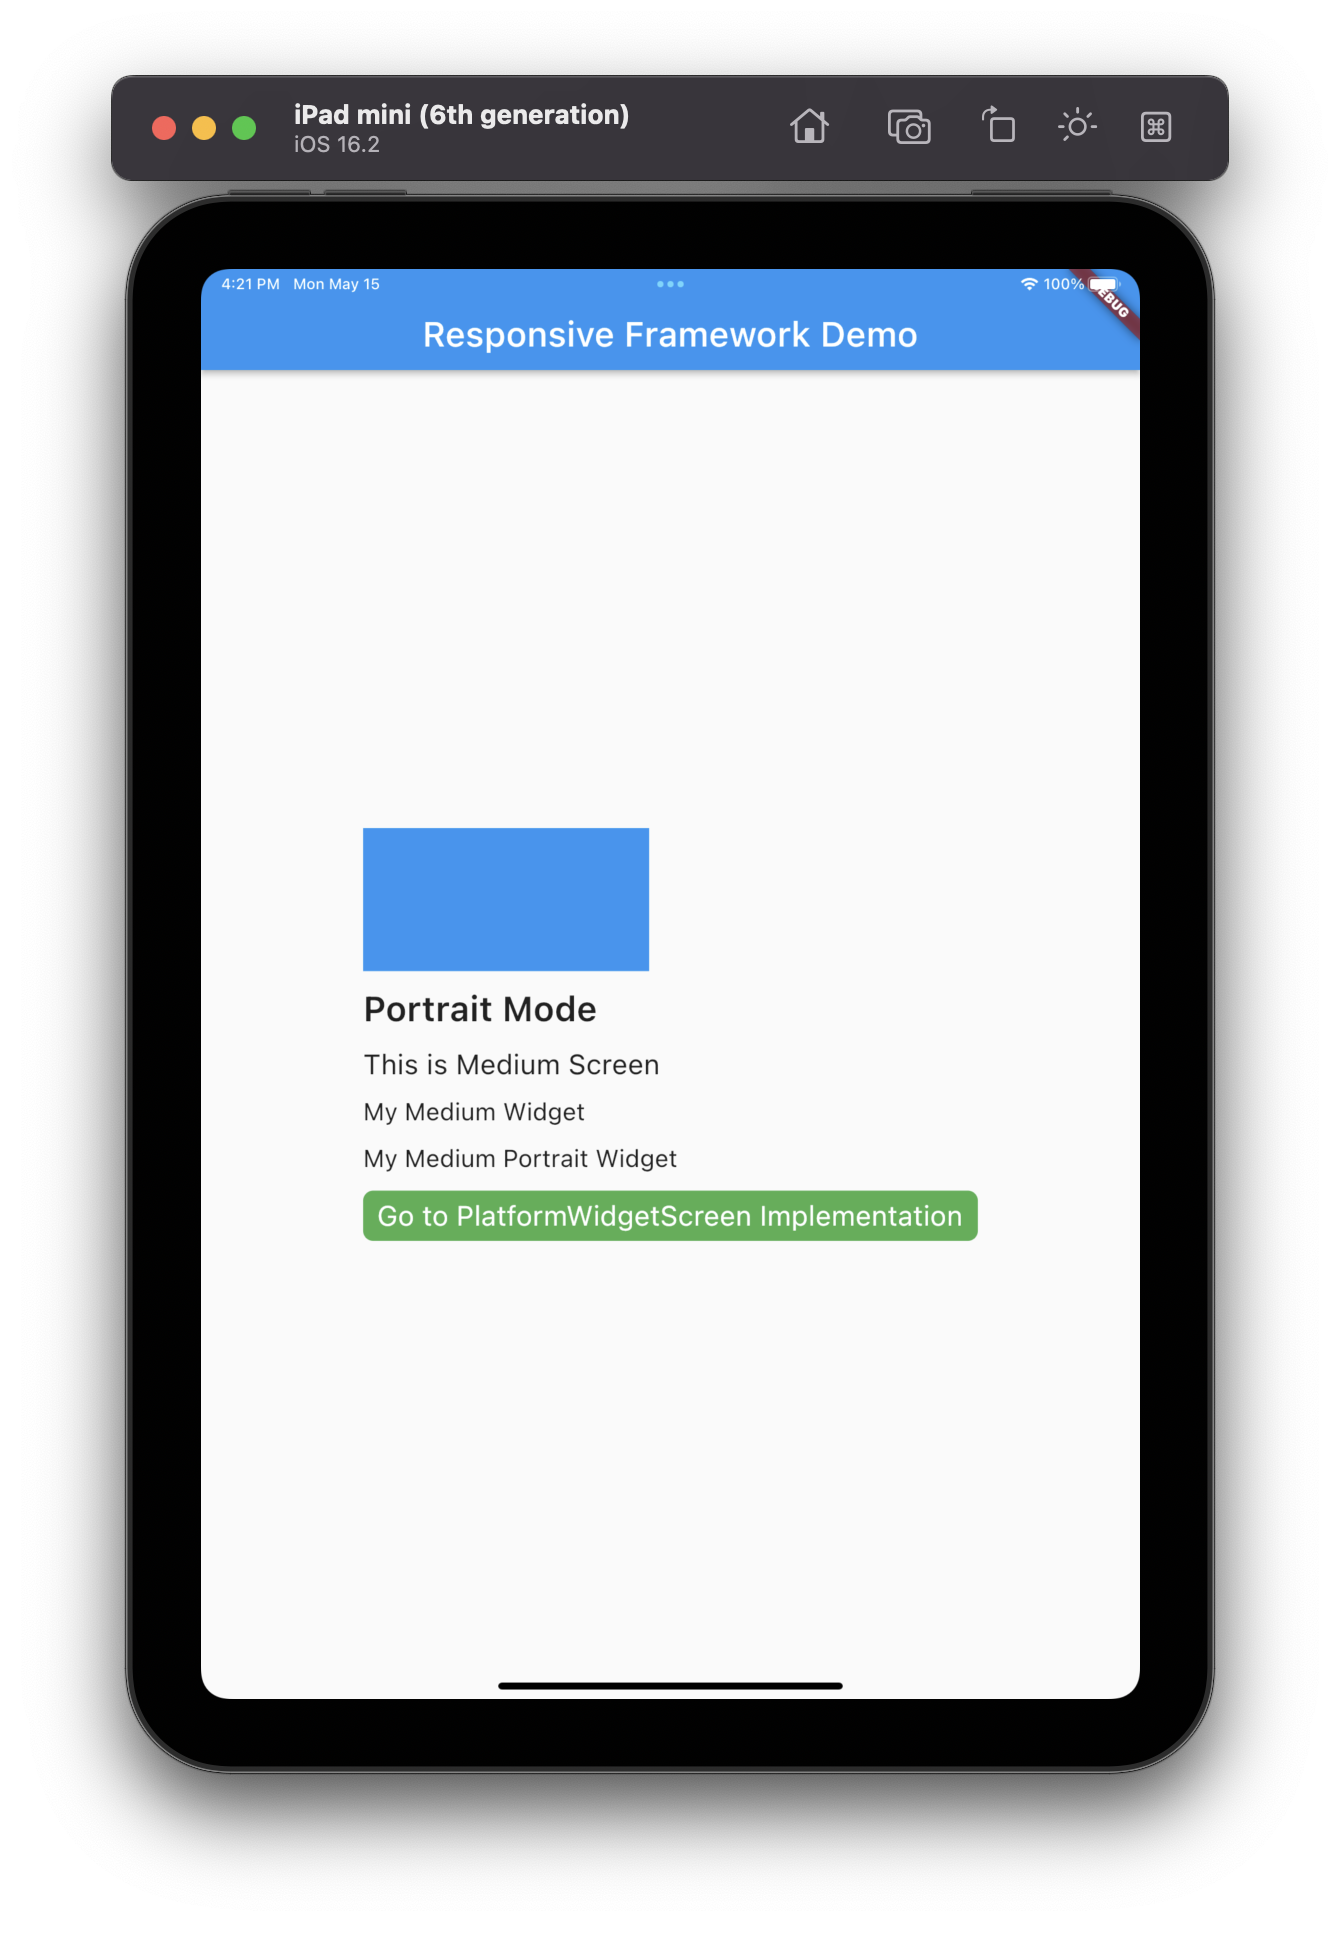 iPad mini (6th generation)
iOS 16.2
4:21 PM Mon May 15
100%
Responsive Framework Demo
Portrait Mode
This is Medium Screen
My Medium Widget
My Medium Portrait Widget
Go to PlatformWidgetScreen Implementation